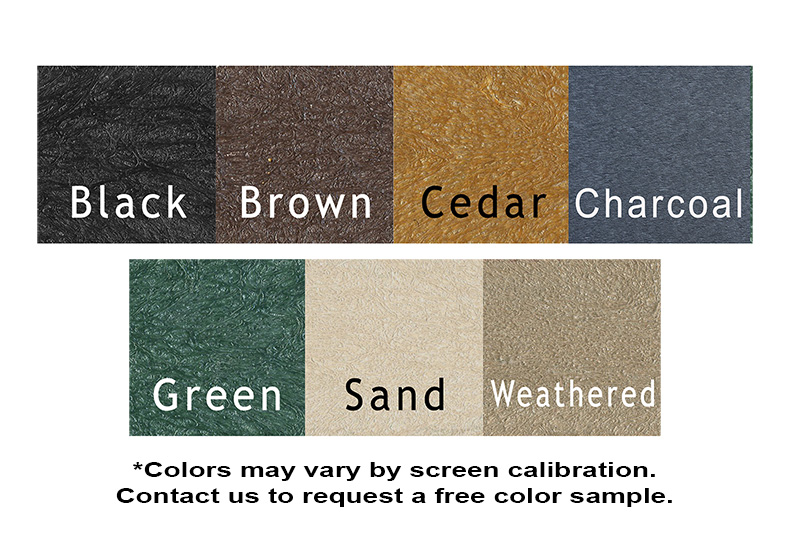 Black Brown Cedar Charcoal
Green Sand Weathered
*Colors may vary by screen calibration.
Contact us to request a free color sample.